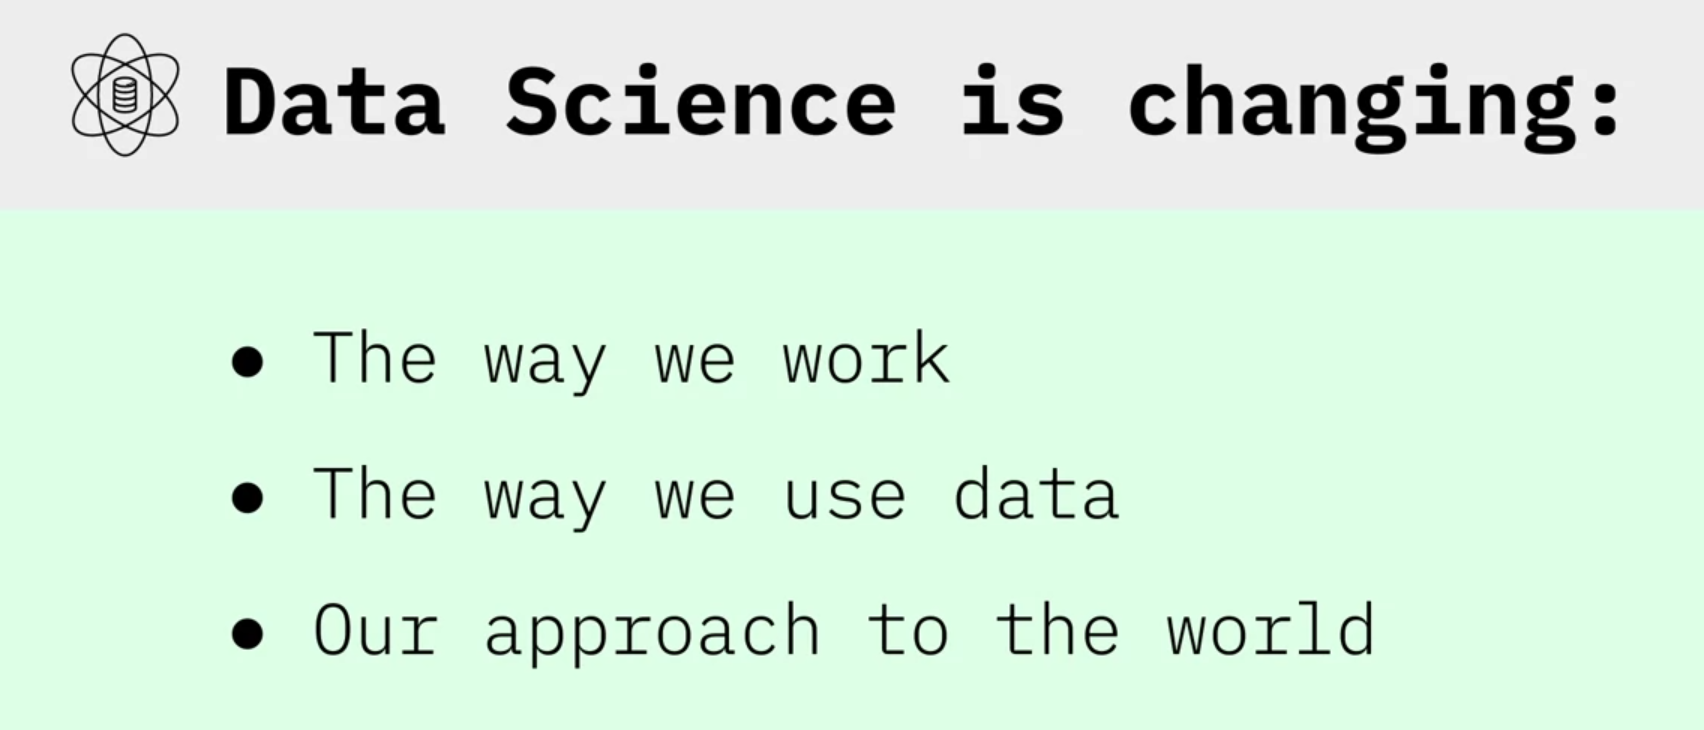 Data Science is changing:
● The way we work
● The way we use data
● Our approach to the world